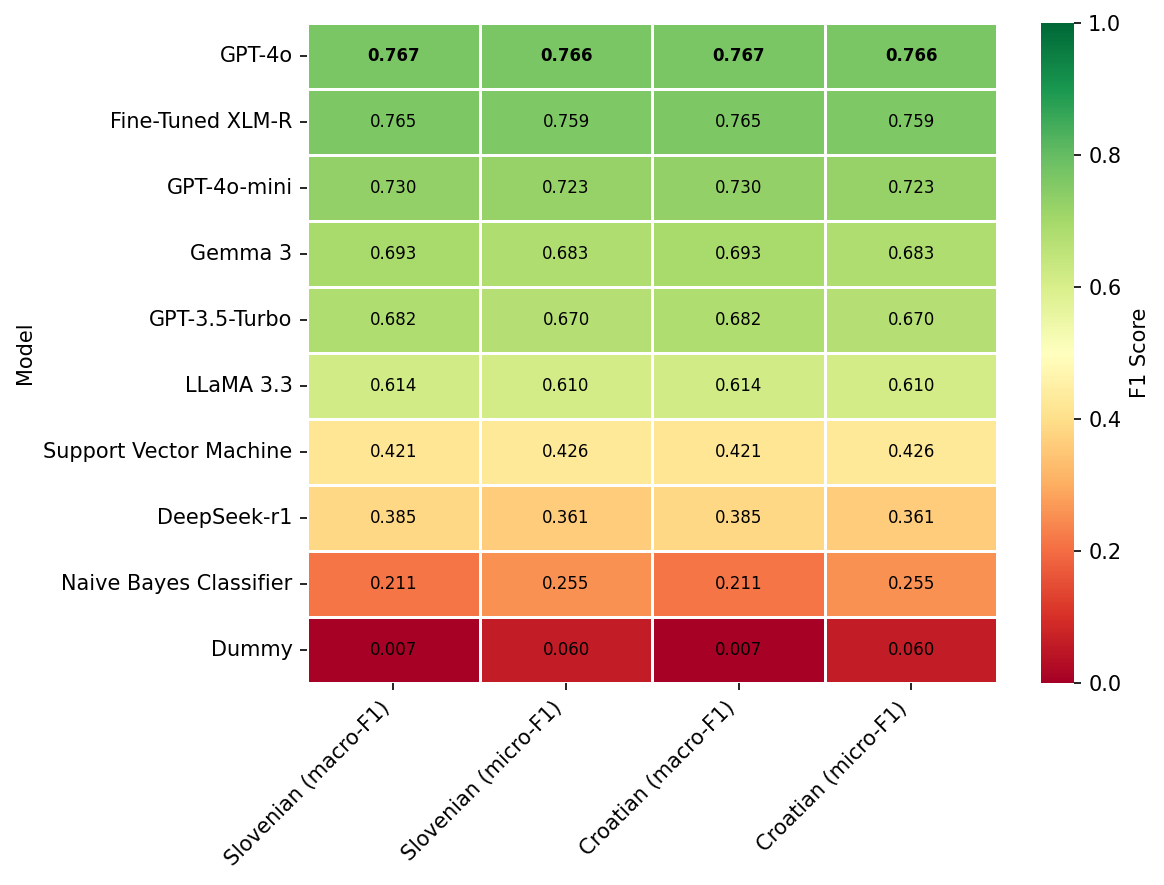 GPT-4o 0.767 0.766 0.767 0.766
Fine-Tuned XLM-R 0.765 0.759 0.765 0.759
GPT-4o-mini 0.730 0.723 0.730 0.723
Gemma 3 0.693 0.683 0.693 0.683
GPT-3.5-Turbo 0.682 0.670 0.682 0.670
LLaMA 3.3 0.614 0.610 0.614 0.610
Support Vector Machine 0.421 0.426 0.421 0.426
DeepSeek-r1 0.385 0.361 0.385 0.361
Naive Bayes Classifier 0.211 0.255 0.211 0.255
Dummy 0.007 0.060 0.007 0.060
Model
Slovenian (macro-F1)
Slovenian (micro-F1)
Croatian (macro-F1)
Croatian (micro-F1)
1.0
0.8
0.6
0.4
0.2
0.0
F1 Score